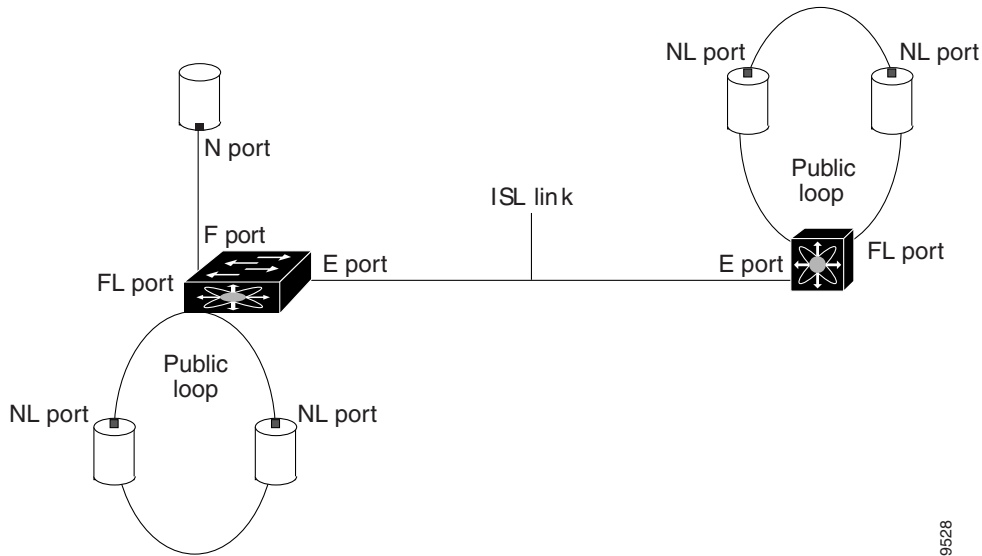 NL port
NL port
N port
Public
loop
ISL link
F port
E port
E port
FL port
FL port
Public
loop
NL port
NL port
9528